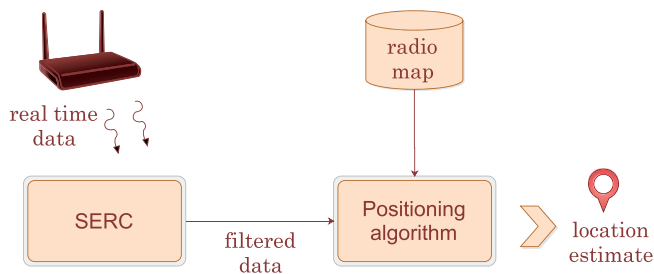 radio
map
real time
data
SERC
filtered
data
Positioning
algorithm
location
estimate